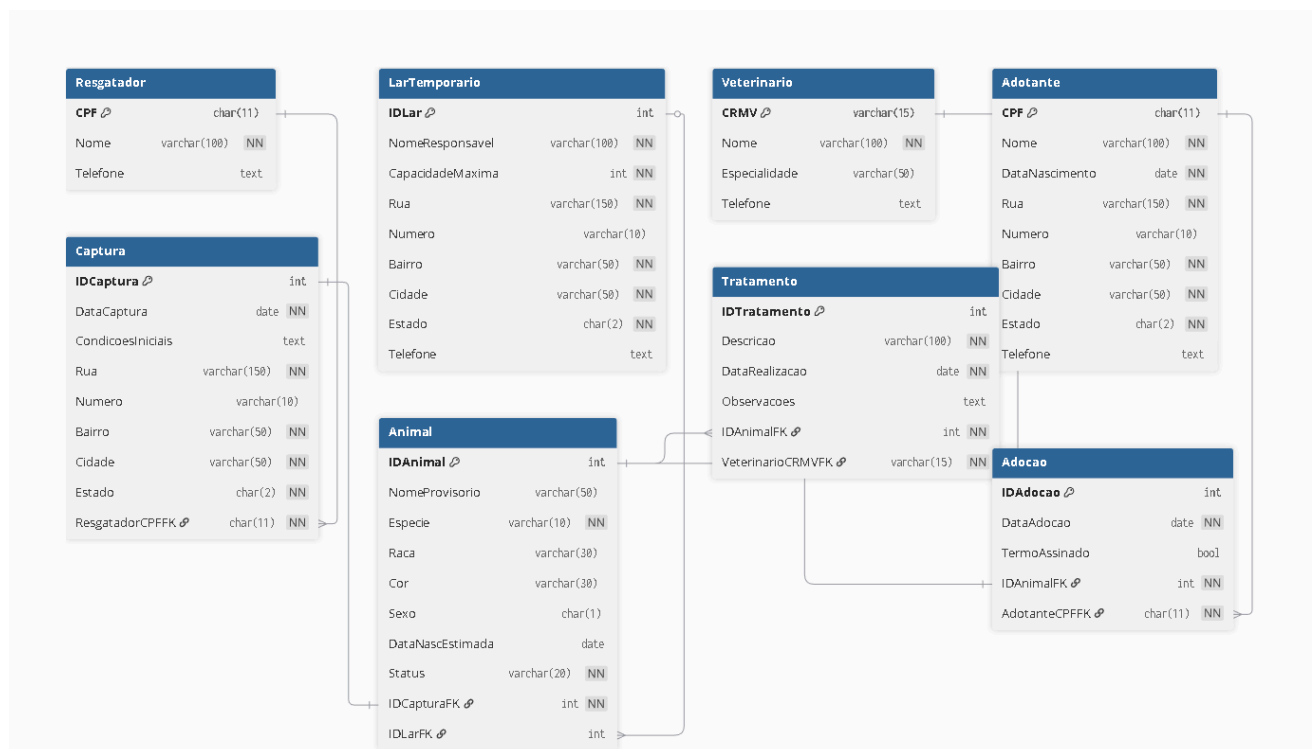 Resgatador
CPF char(11)
Nome varchar(100) NN
Telefone text
Captura
IDCaptura int
DataCaptura date NN
CondicoesIniciais text
Rua varchar(150) NN
Numero varchar(10)
Bairro varchar(50) NN
Cidade varchar(50) NN
Estado char(2) NN
ResgatadorCPFFK char(11) NN
LarTemporario
IDLar int
NomeResponsavel varchar(100) NN
CapacidadeMaxima int NN
Rua varchar(150) NN
Numero varchar(10)
Bairro varchar(50) NN
Cidade varchar(50) NN
Estado char(2) NN
Telefone text
Animal
IDAnimal int
NomeProvisorio varchar(50)
Especie varchar(10) NN
Raca varchar(30)
Cor varchar(30)
Sexo char(1)
DataNascEstimada date
Status varchar(20) NN
IDCapturaFK int NN
IDLarFK int
Veterinario
CRMV varchar(15)
Nome varchar(100) NN
Especialidade varchar(50)
Telefone text
Tratamento
IDTratamento int
Descricao varchar(100) NN
DataRealizacao date NN
Observacoes text
IDAnimalFK int NN
VeterinarioCRMVFK varchar(15) NN
Adotante
CPF char(11)
Nome varchar(100) NN
DataNascimento date NN
Rua varchar(150) NN
Numero varchar(10)
Bairro varchar(50) NN
Cidade varchar(50) NN
Estado char(2) NN
Telefone text
Adocao
IDAdocao int
DataAdocao date NN
TermoAssinado bool
IDAnimalFK int NN
AdotanteCPFFK char(11) NN